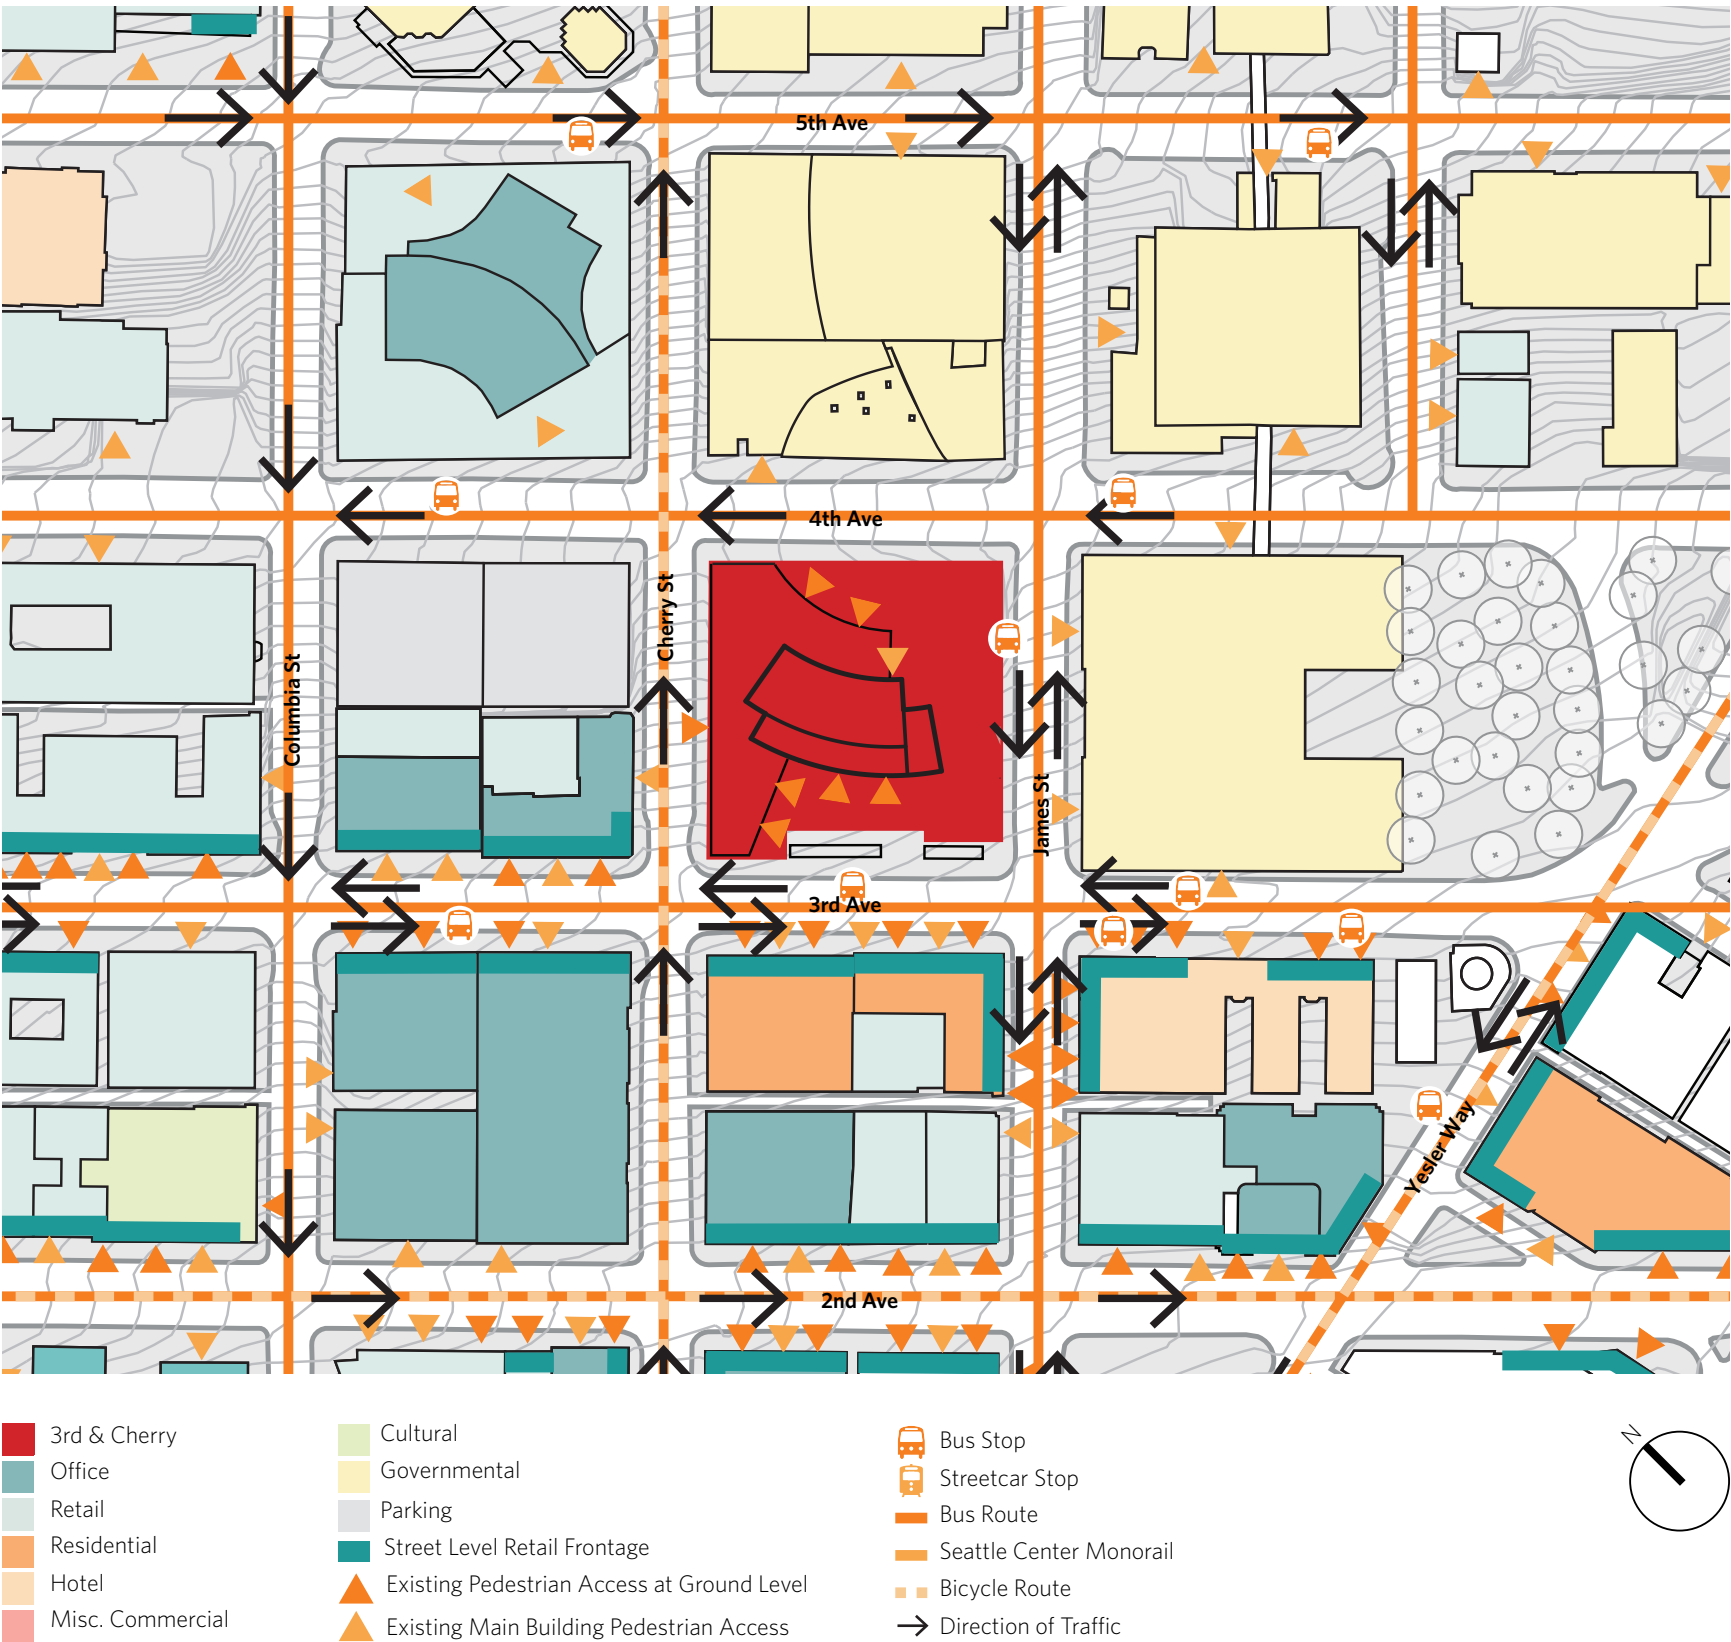 5th Ave
4th Ave
Cherry St
Columbia St
James St
3rd Ave
Yesler Way
2nd Ave
3rd & Cherry
Office
Retail
Residential
Hotel
Misc. Commercial
Cultural
Governmental
Parking
Street Level Retail Frontage
Existing Pedestrian Access at Ground Level
Existing Main Building Pedestrian Access
Bus Stop
Streetcar Stop
Bus Route
Seattle Center Monorail
Bicycle Route
Direction of Traffic
N